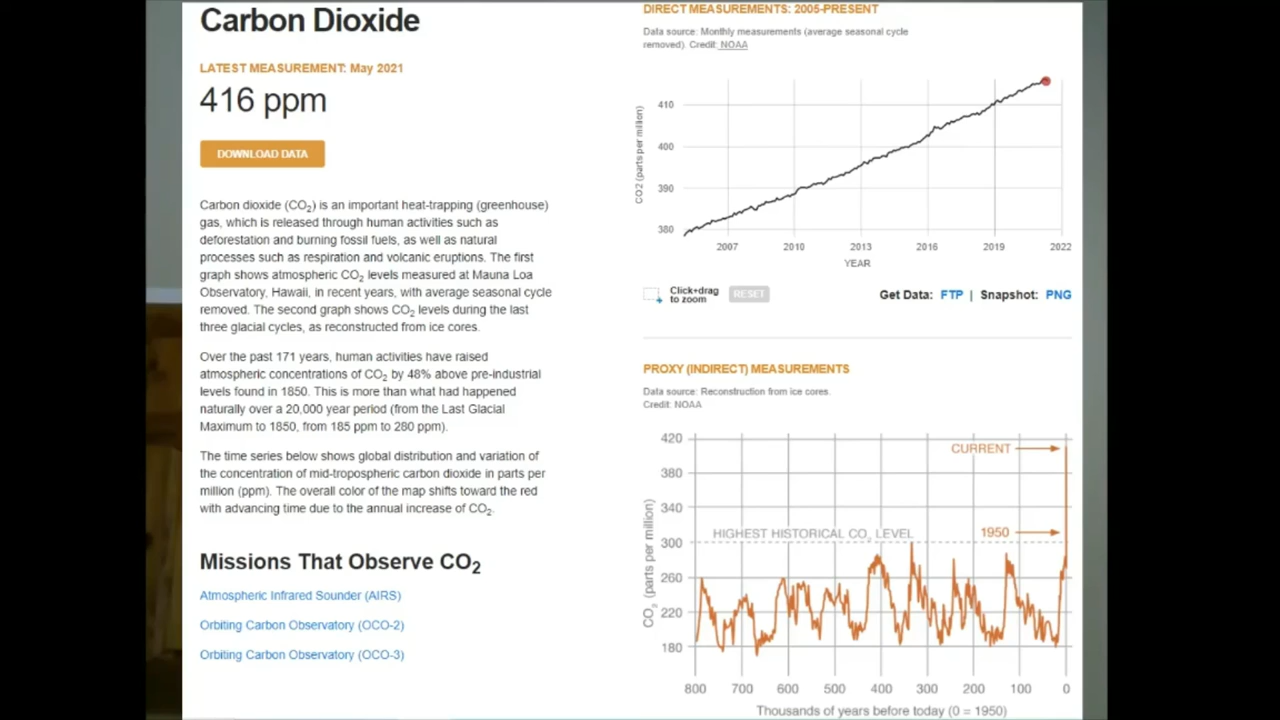 Carbon Dioxide
LATEST MEASUREMENT: May 2021
416 ppm
DOWNLOAD DATA
Carbon dioxide (CO2) is an important heat-trapping (greenhouse)
gas, which is released through human activities such as
deforestation and burning fossil fuels, as well as natural
processes such as respiration and volcanic eruptions. The first
graph shows atmospheric CO2 levels measured at Mauna Loa
Observatory, Hawaii, in recent years, with average seasonal cycle
removed. The second graph shows CO2 levels during the last
three glacial cycles, as reconstructed from ice cores.
Over the past 171 years, human activities have raised
atmospheric concentrations of CO2 by 48% above pre-industrial
levels found in 1850. This is more than what had happened
naturally over a 20,000 year period (from the Last Glacial
Maximum to 1850, from 185 ppm to 280 ppm).
The time series below shows global distribution and variation of
the concentration of mid-tropospheric carbon dioxide in parts per
million (ppm). The overall color of the map shifts toward the red
with advancing time due to the annual increase of CO2.
Missions That Observe CO2
Atmospheric Infrared Sounder (AIRS)
Orbiting Carbon Observatory (OCO-2)
Orbiting Carbon Observatory (OCO-3)
DIRECT MEASUREMENTS: 2005-PRESENT
Data source: Monthly measurements (average seasonal cycle
removed). Credit: NOAA
CO2 (parts per million)
410
400
390
380
2007 2010 2013 2016 2019 2022
YEAR
Click+drag
to zoom
RESET
Get Data: FTP | Snapshot: PNG
PROXY (INDIRECT) MEASUREMENTS
Data source: Reconstruction from ice cores.
Credit: NOAA
CO2 (parts per million)
420
380
340
300
260
220
180
CURRENT
HIGHEST HISTORICAL CO2 LEVEL
1950
800 700 600 500 400 300 200 100 0
Thousands of years before today (0 = 1950)